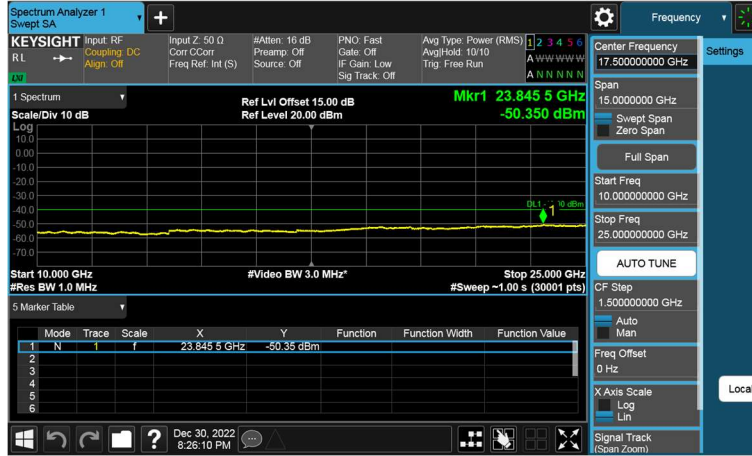 Spectrum Analyzer 1
Swept SA
Frequency
KEYSIGHT
RL
LXI
Input: RF
Coupling: DC
Align: Off
Input Z: 50 Ω
Corr CCorr
Freq Ref: Int (S)
#Atten: 16 dB
Preamp: Off
Source: Off
PNO: Fast
Gate: Off
IF Gain: Low
Sig Track: Off
Avg Type: Power (RMS)
Avg|Hold: 10/10
Trig: Free Run
1 2 3 4 5 6
A W W W W W
A N N N N N
1 Spectrum
Scale/Div 10 dB
Ref Lvl Offset 15.00 dB
Ref Level 20.00 dBm
Mkr1 23.845 5 GHz
-50.350 dBm
Log
10.0
0.00
-10.0
-20.0
-30.0
-40.0
-50.0
-60.0
-70.0
1
Start 10.000 GHz
#Res BW 1.0 MHz
#Video BW 3.0 MHz*
Stop 25.000 GHz
#Sweep ~1.00 s (30001 pts)
5 Marker Table
Mode Trace Scale X Y Function Function Width Function Value
1 N 1 f 23.845 5 GHz -50.35 dBm
2
3
4
5
6
Dec 30, 2022
8:26:10 PM
Center Frequency
17.500000000 GHz
Settings
Span
15.0000000 GHz
Swept Span
Zero Span
Full Span
Start Freq
10.000000000 GHz
Stop Freq
25.000000000 GHz
AUTO TUNE
CF Step
1.500000000 GHz
Auto
Man
Freq Offset
0 Hz
X Axis Scale
Log
Lin
Local
Signal Track
(Span Zoom)